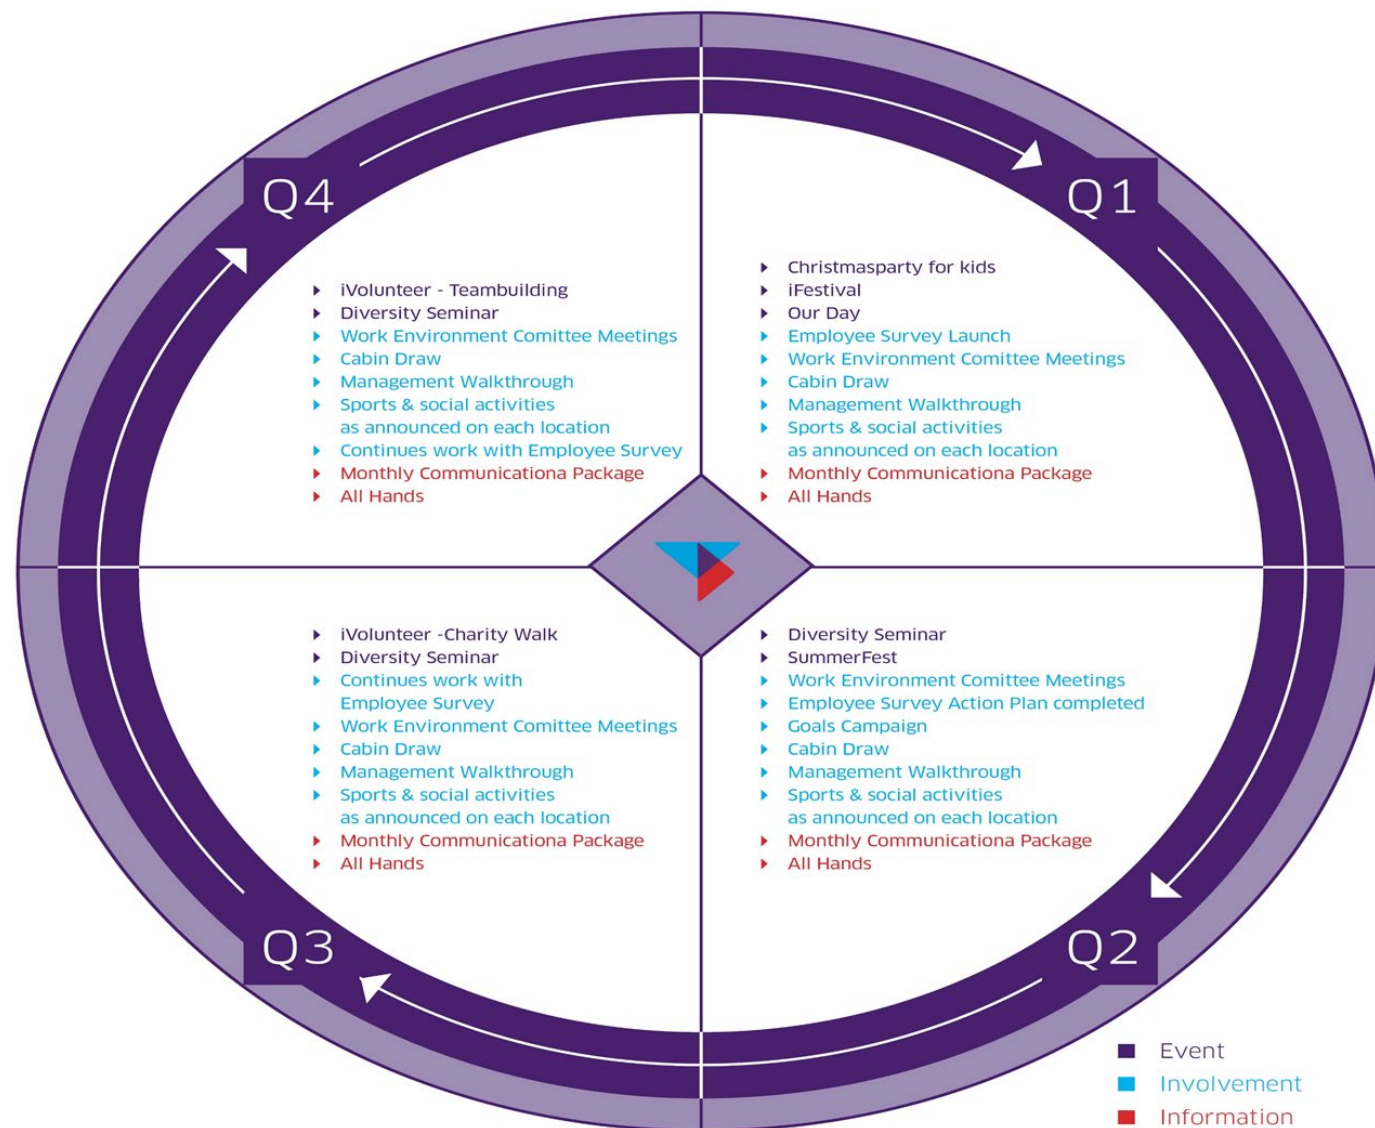 Q4
iVolunteer - Teambuilding
Diversity Seminar
Work Environment Comittee Meetings
Cabin Draw
Management Walkthrough
Sports & social activities
as announced on each location
Continues work with Employee Survey
Monthly Communicationa Package
All Hands
Q1
Christmasparty for kids
iFestival
Our Day
Employee Survey Launch
Work Environment Comittee Meetings
Cabin Draw
Management Walkthrough
Sports & social activities
as announced on each location
Monthly Communicationa Package
All Hands
iVolunteer -Charity Walk
Diversity Seminar
Continues work with
Employee Survey
Work Environment Comittee Meetings
Cabin Draw
Management Walkthrough
Sports & social activities
as announced on each location
Monthly Communicationa Package
All Hands
Q3
Diversity Seminar
SummerFest
Work Environment Comittee Meetings
Employee Survey Action Plan completed
Goals Campaign
Cabin Draw
Management Walkthrough
Sports & social activities
as announced on each location
Monthly Communicationa Package
All Hands
Q2
Event
Involvement
Information